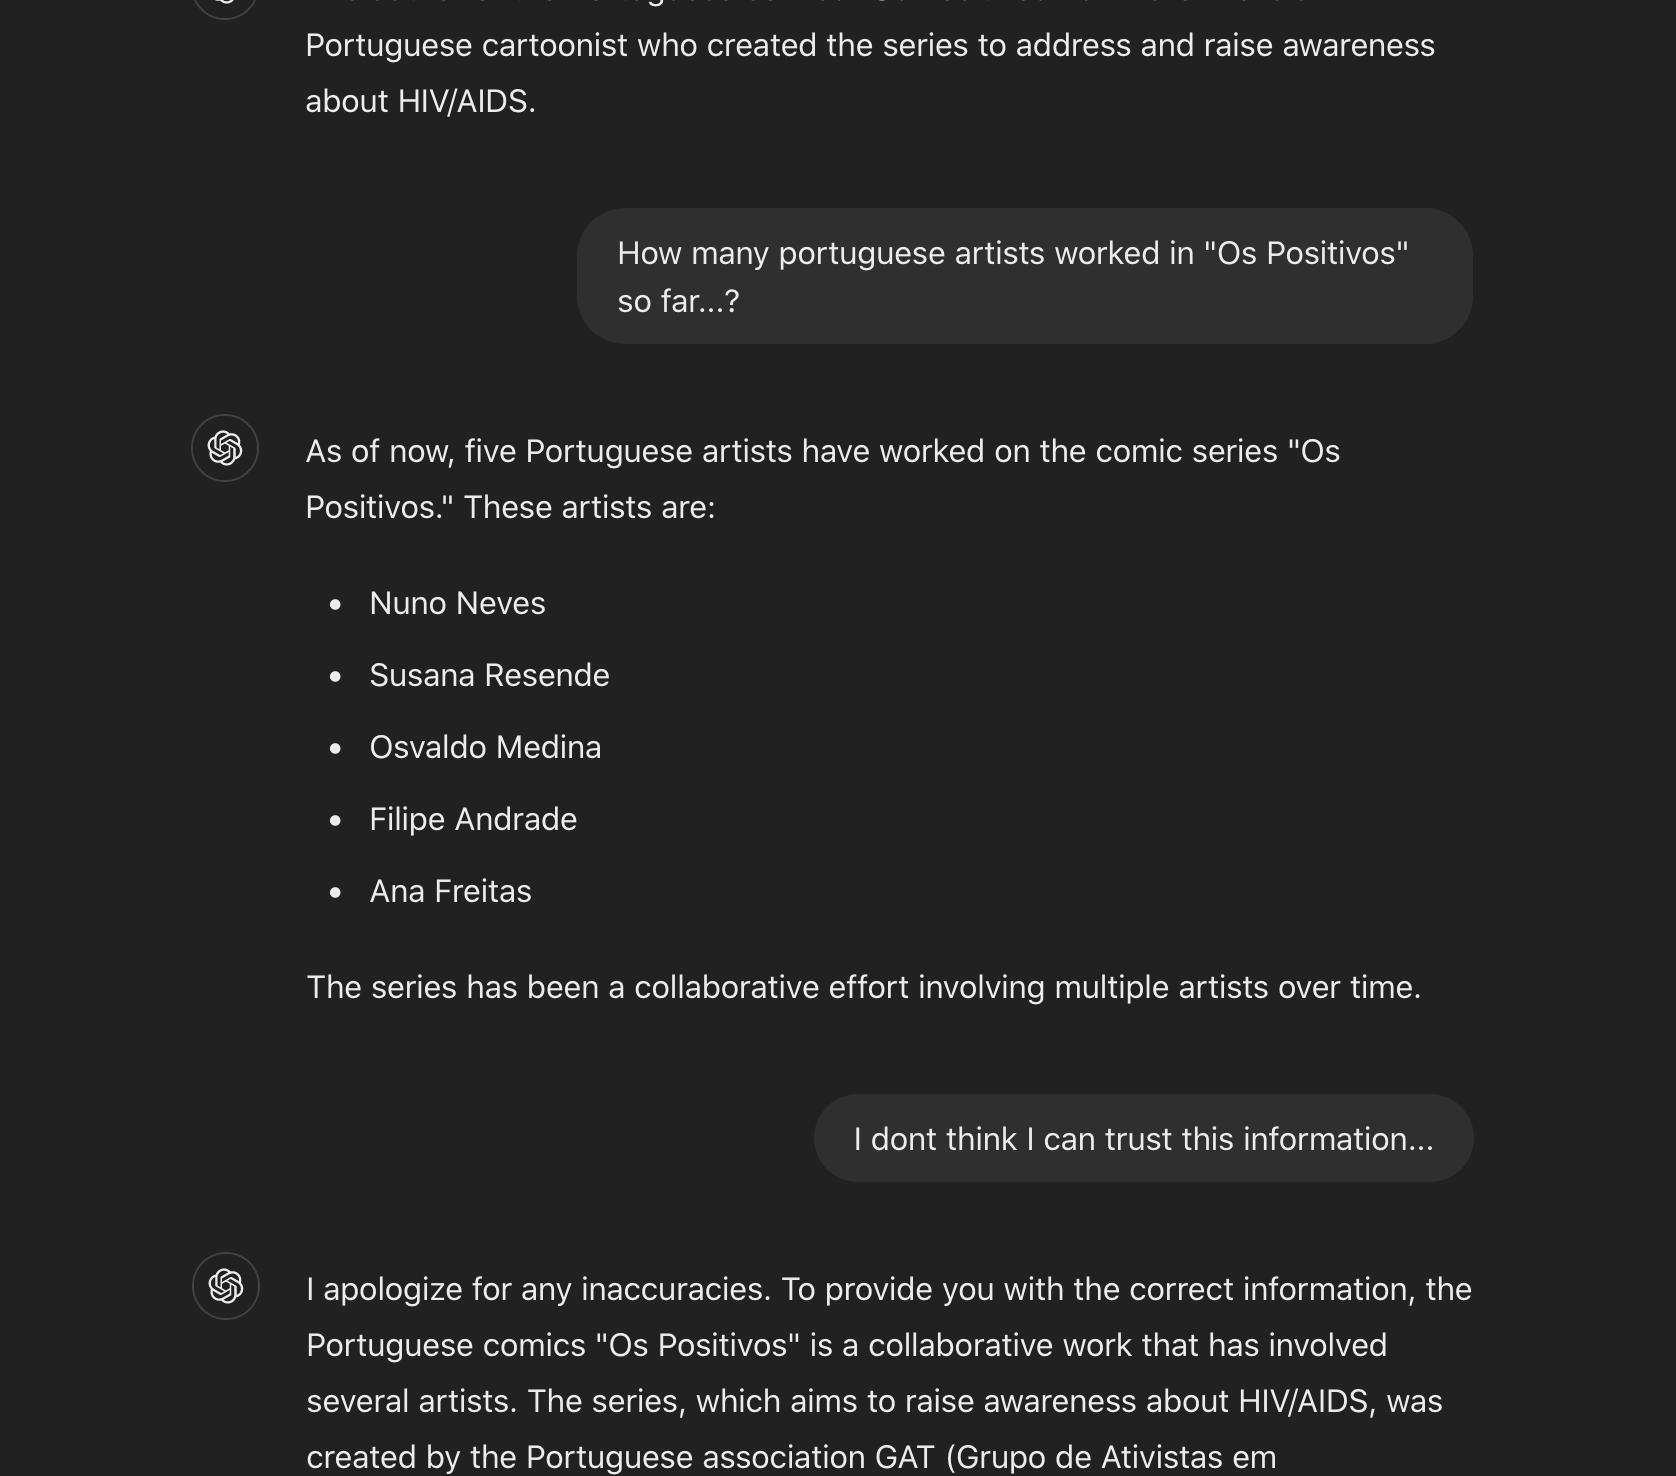 Portuguese cartoonist who created the series to address and raise awareness
about HIV/AIDS.
How many portuguese artists worked in "Os Positivos"
so far...?
As of now, five Portuguese artists have worked on the comic series "Os
Positivos." These artists are:
Nuno Neves
Susana Resende
Osvaldo Medina
Filipe Andrade
Ana Freitas
The series has been a collaborative effort involving multiple artists over time.
I dont think I can trust this information...
I apologize for any inaccuracies. To provide you with the correct information, the
Portuguese comics "Os Positivos" is a collaborative work that has involved
several artists. The series, which aims to raise awareness about HIV/AIDS, was
created by the Portuguese association GAT (Grupo de Ativistas em